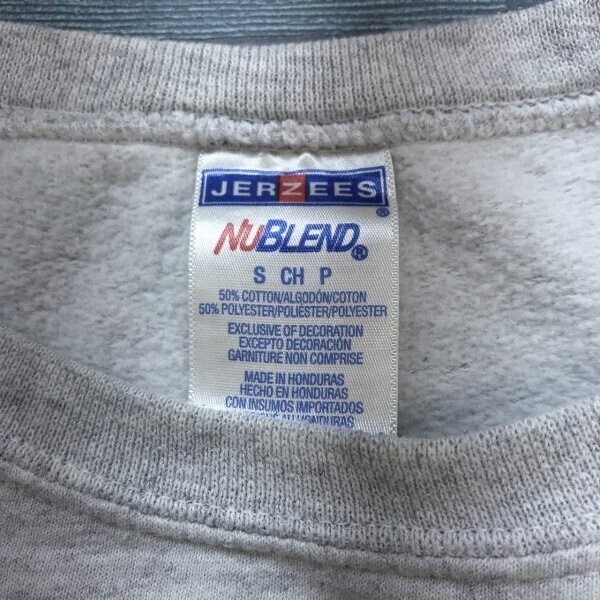 JERZEES®
NUBLEND®
S CH P
50% COTTON/ALGODÓN/COTON
50% POLYESTER/POLIÉSTER/POLYESTER
EXCLUSIVE OF DECORATION
EXCEPTO DECORACIÓN
GARNITURE NON COMPRISE
MADE IN HONDURAS
HECHO EN HONDURAS
CON INSUMOS IMPORTADOS
HONDURAS